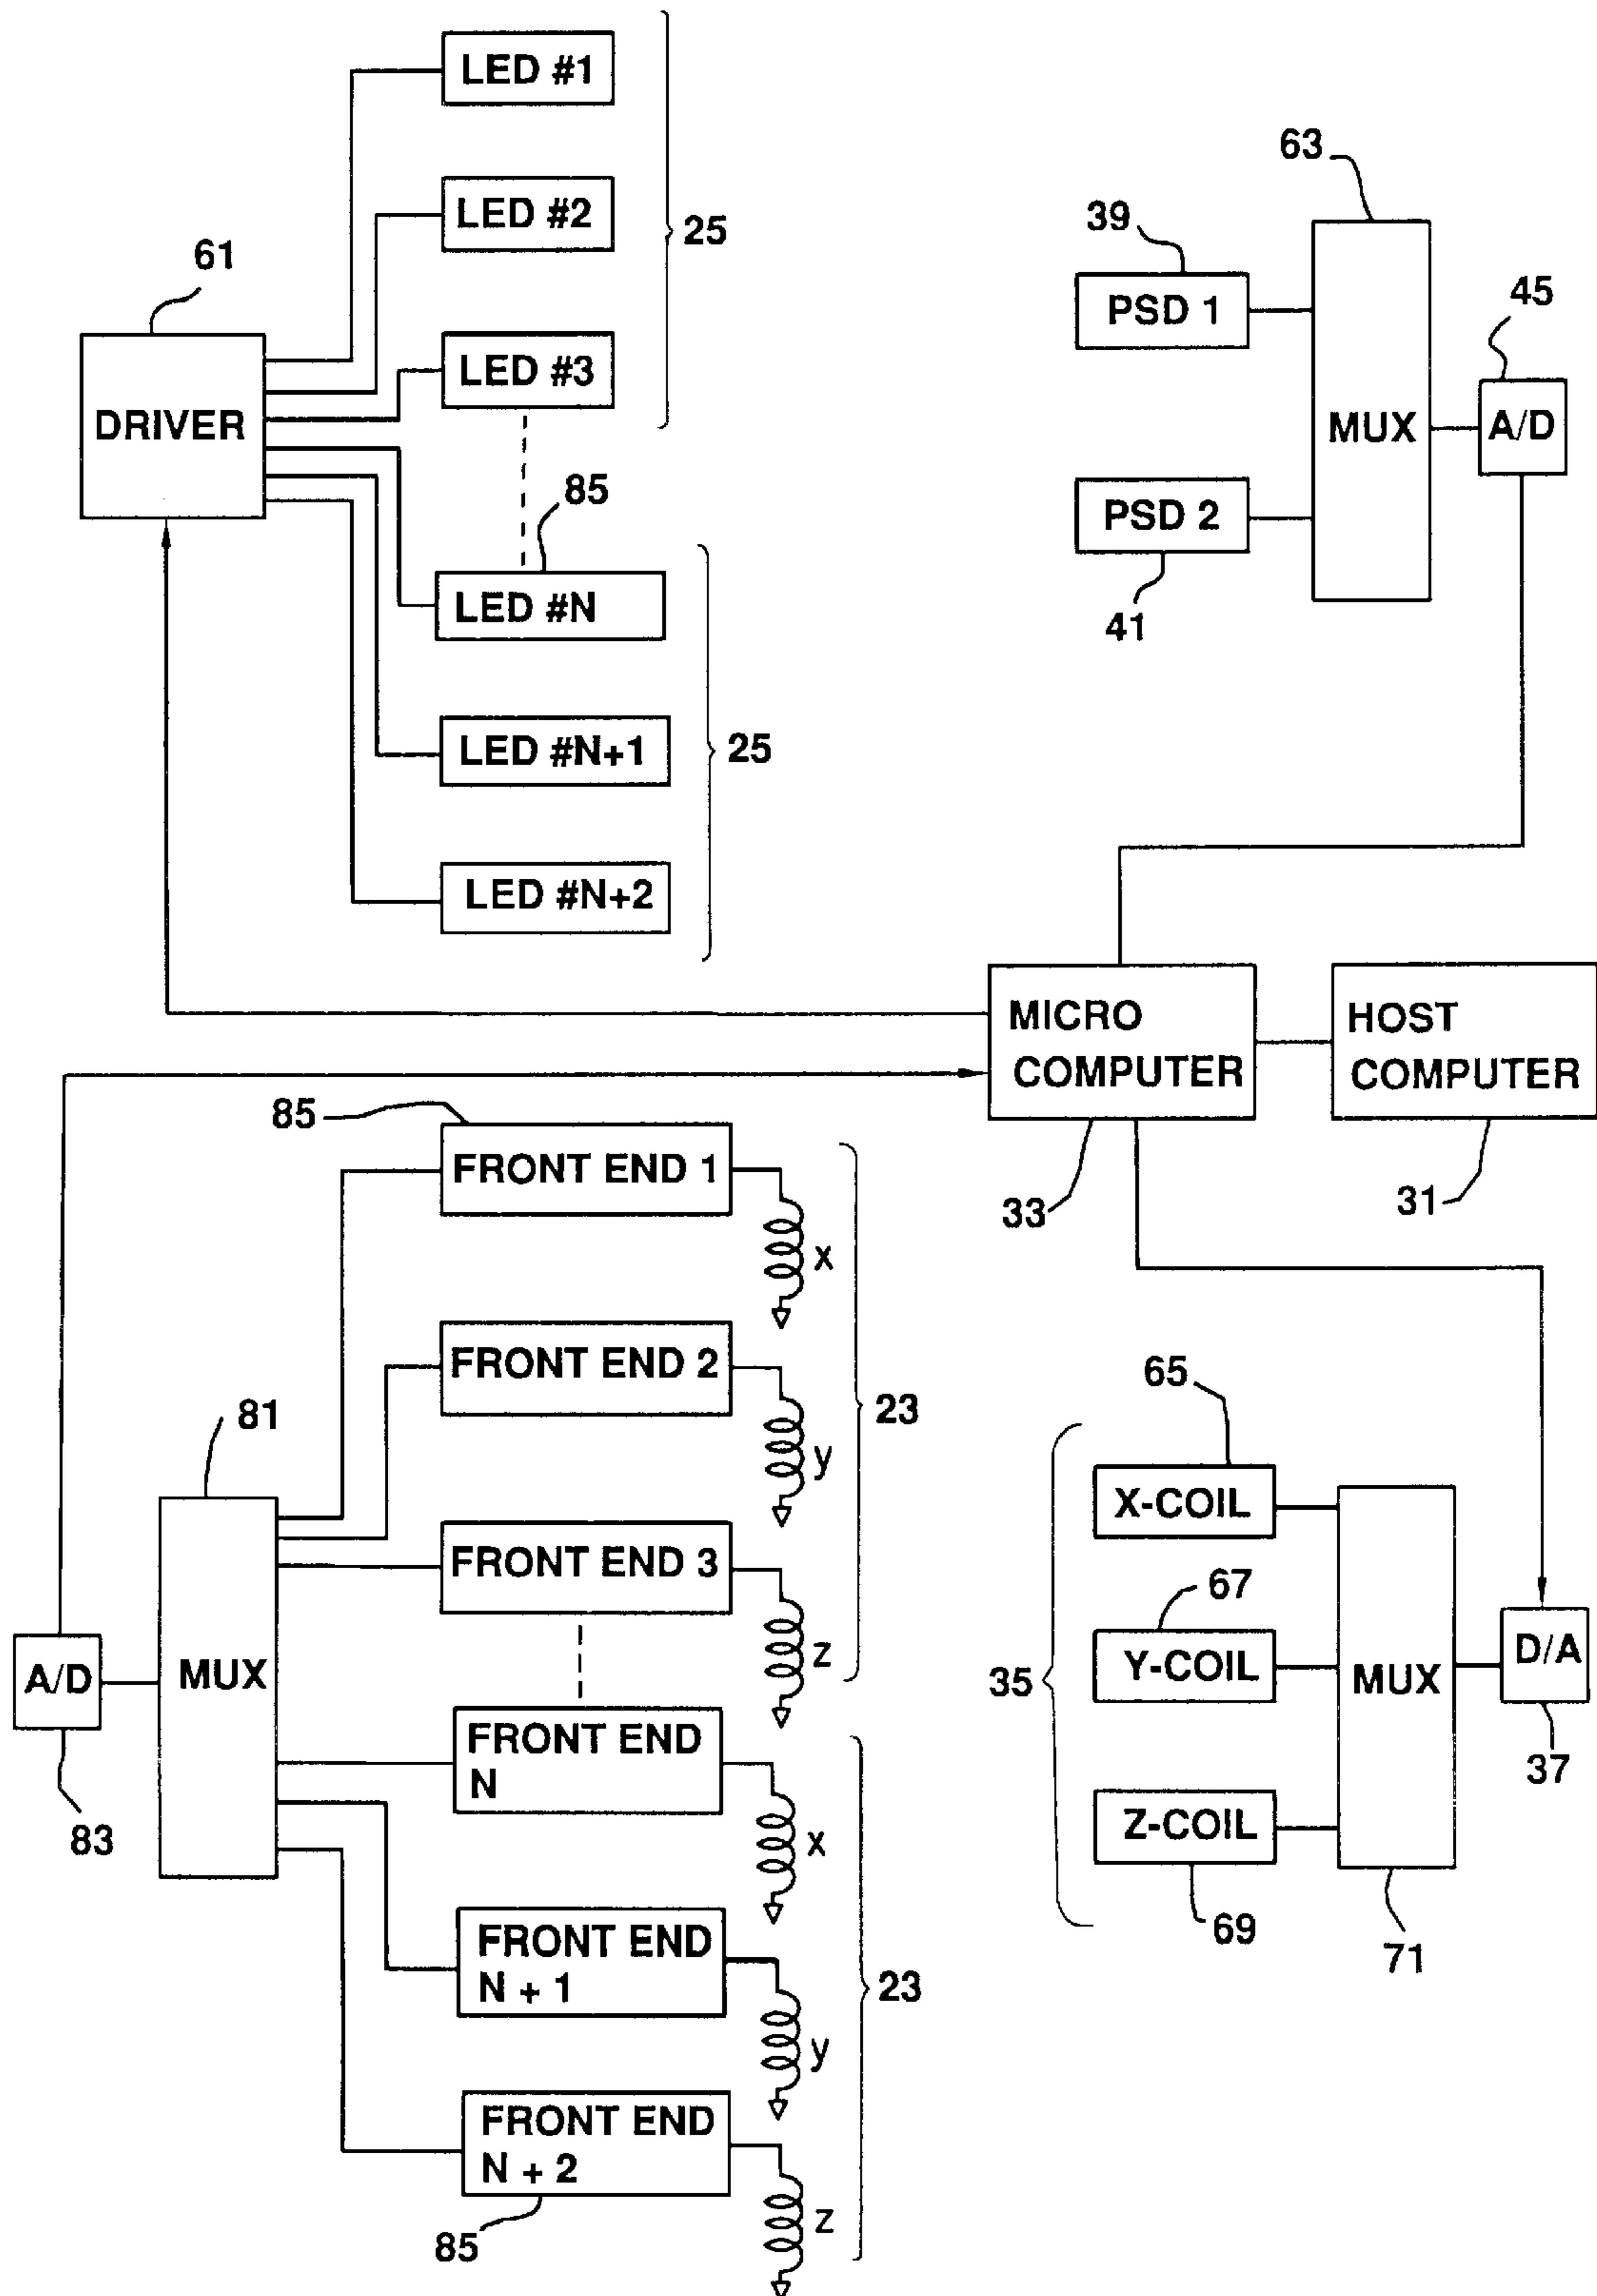 LED #1
LED #2
25
61
LED #3
DRIVER
85
LED #N
LED #N+1
25
LED #N+2
63
39
PSD 1
45
MUX
A/D
PSD 2
41
MICRO
COMPUTER
HOST
COMPUTER
33
31
85
FRONT END 1
x
FRONT END 2
y
23
81
FRONT END 3
z
A/D
MUX
83
FRONT END
N
x
FRONT END
N + 1
y
23
FRONT END
N + 2
85
z
65
X-COIL
67
Y-COIL
35
MUX
D/A
37
Z-COIL
69
71